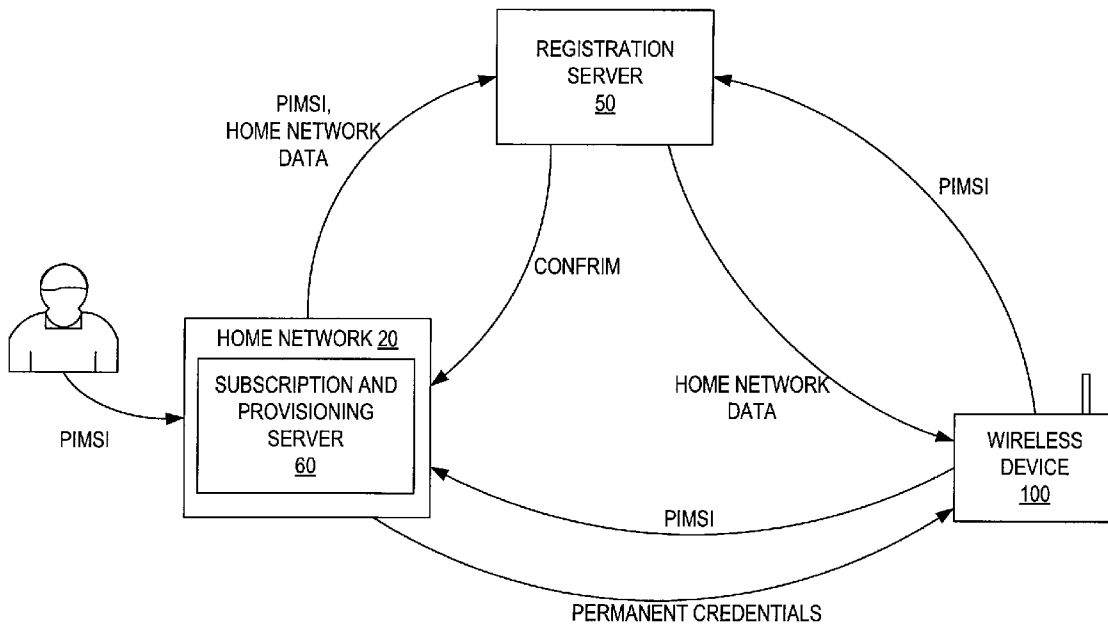 REGISTRATION
SERVER
50
PIMSI,
HOME NETWORK
DATA
PIMSI
CONFRIM
HOME NETWORK 20
SUBSCRIPTION AND
PROVISIONING
SERVER
60
PIMSI
HOME NETWORK
DATA
WIRELESS
DEVICE
100
PIMSI
PERMANENT CREDENTIALS